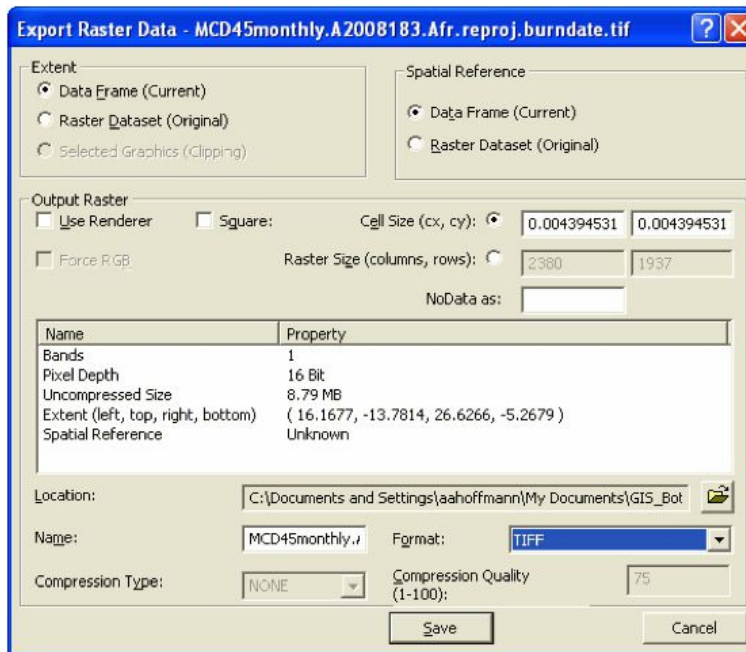 Export Raster Data - MCD45monthly.A2008183.Afr.reproj.burndate.tif
Extent
Data Frame (Current)
Raster Dataset (Original)
Selected Graphics (Clipping)
Spatial Reference
Data Frame (Current)
Raster Dataset (Original)
Output Raster
Use Renderer Square: Cell Size (cx, cy): 0.004394531 0.004394531
Force RGB Raster Size (columns, rows): 2380 1937
NoData as:
Name Property
Bands 1
Pixel Depth 16 Bit
Uncompressed Size 8.79 MB
Extent (left, top, right, bottom) ( 16.1677, -13.7814, 26.6266, -5.2679 )
Spatial Reference Unknown
Location: C:\Documents and Settings\aahoffmann\My Documents\GIS_Bot
Name: MCD45monthly.A Format: TIFF
Compression Type: NONE Compression Quality (1-100): 75
Save Cancel